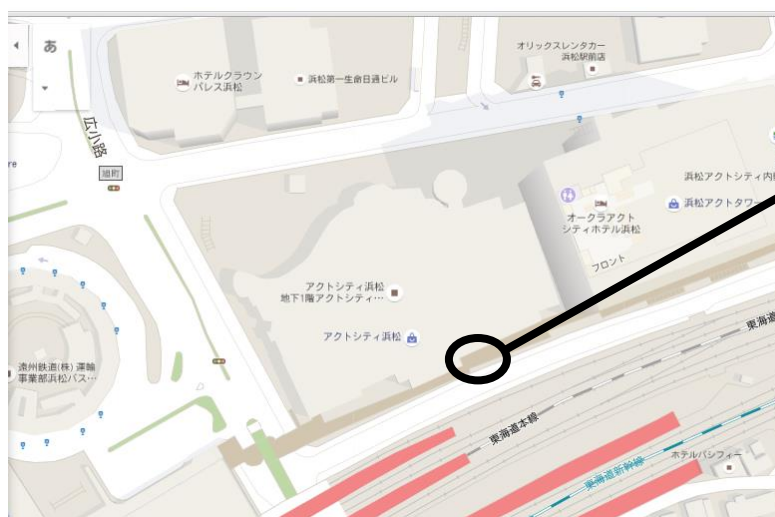 あ
ホテルクラウン
パレス浜松
浜松第一生命日通ビル
オリックスレンタカー
浜松駅前店
広小路
旭町
re
浜松アクトシティ内
浜松アクトタワー
オークラアクト
シティホテル浜松
フロント
アクトシティ浜松
地下1階アクトシティ…
アクトシティ浜松
東海道
遠州鉄道(株)運輸
事業部浜松バス…
東海道本線
東海道新幹線
ホテルパシフィー